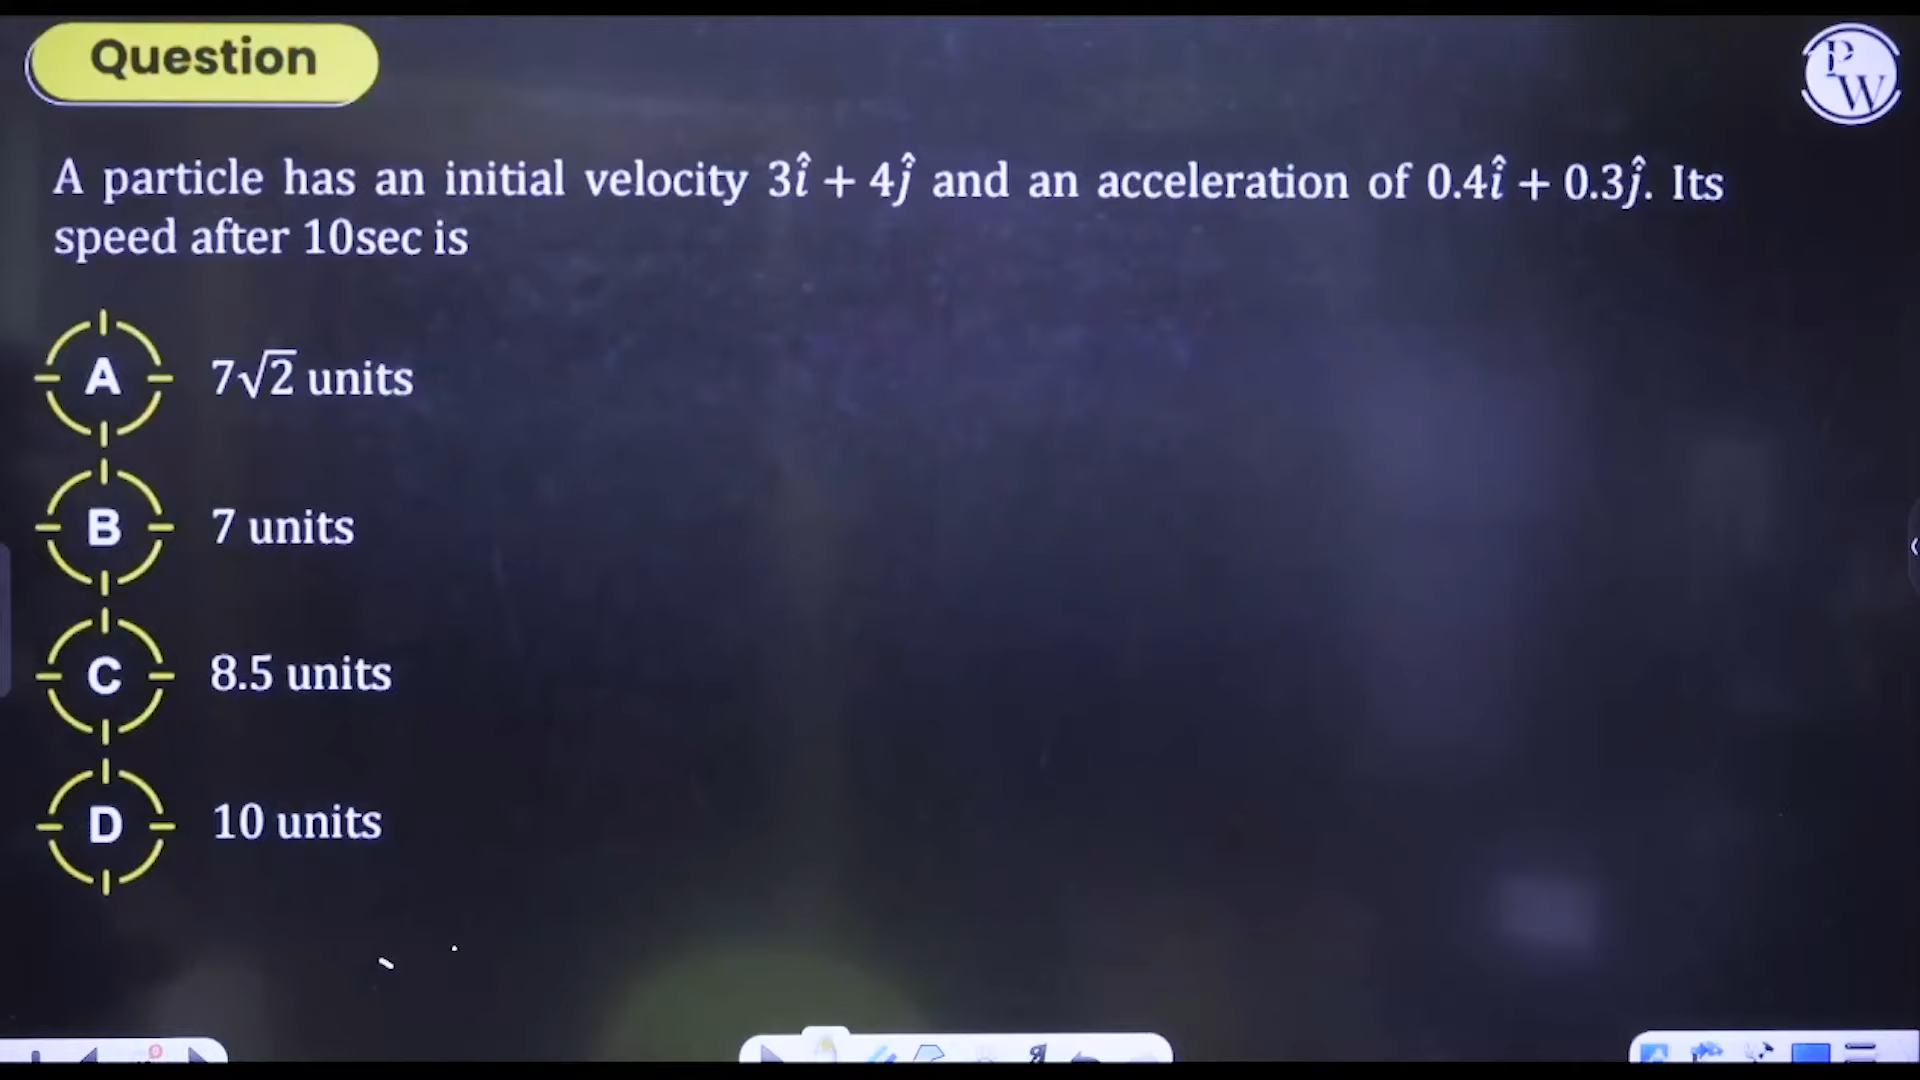 Question
PW
A particle has an initial velocity 3î + 4ĵ and an acceleration of 0.4î + 0.3ĵ. Its
speed after 10sec is
A 7√2 units
B 7 units
C 8.5 units
D 10 units